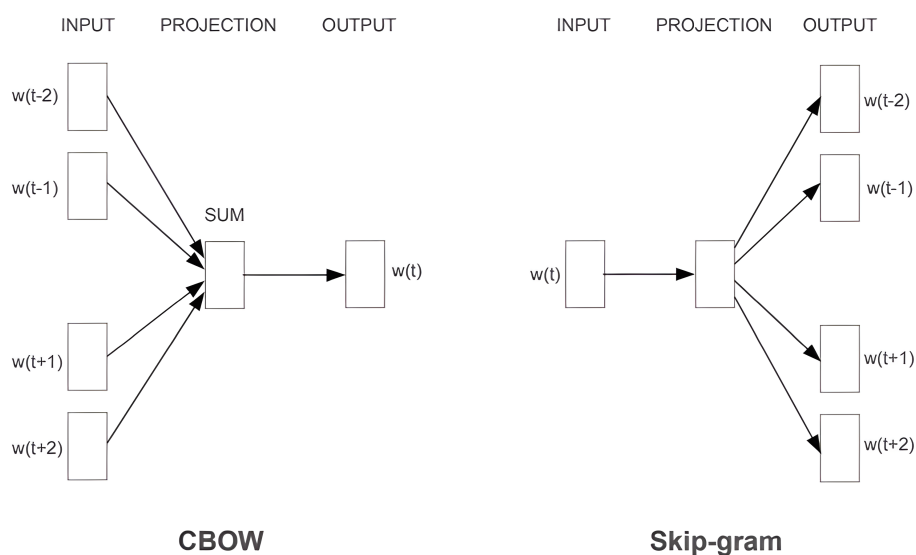 INPUT PROJECTION OUTPUT
w(t-2)
w(t-1)
SUM
w(t)
w(t+1)
w(t+2)
CBOW
INPUT PROJECTION OUTPUT
w(t-2)
w(t-1)
w(t)
w(t+1)
w(t+2)
Skip-gram